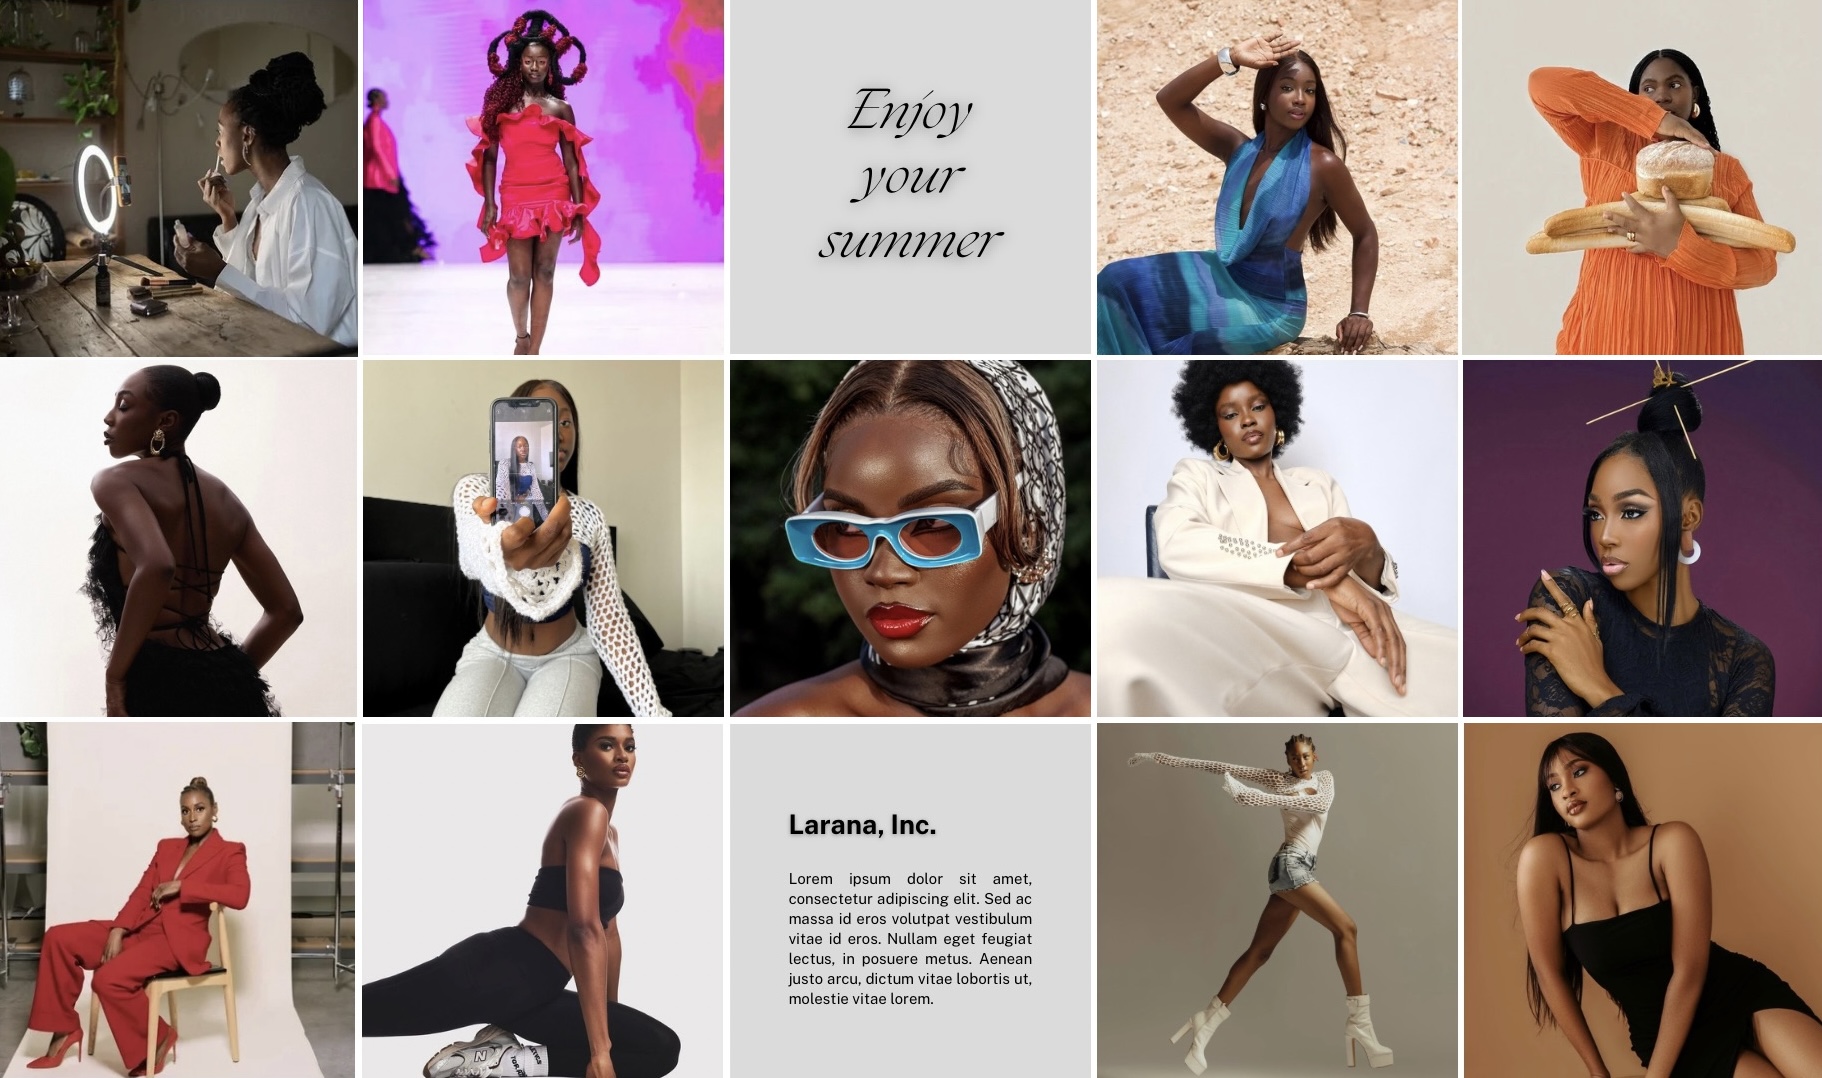 Enjoy
your
summer
N
Larana, Inc.
Lorem ipsum dolor sit amet,
consectetur adipiscing elit. Sed ac
massa id eros volutpat vestibulum
vitae id eros. Nullam eget feugiat
lectus, in posuere metus. Aenean
justo arcu, dictum vitae lobortis ut,
molestie vitae lorem.